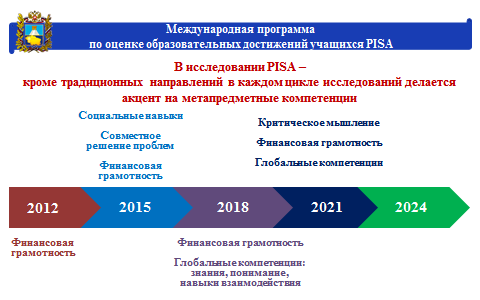 Международная программа
по оценке образовательных достижений учащихся PISA
В исследовании PISA –
кроме традиционных направлений в каждом цикле исследований делается
акцент на метапредметные компетенции
Социальные навыки
Совместное
решение проблем
Финансовая
грамотность
Критическое мышление
Финансовая грамотность
Глобальные компетенции
2012
2015
2018
2021
2024
Финансовая
грамотность
Финансовая грамотность
Глобальные компетенции:
знания, понимание,
навыки взаимодействия